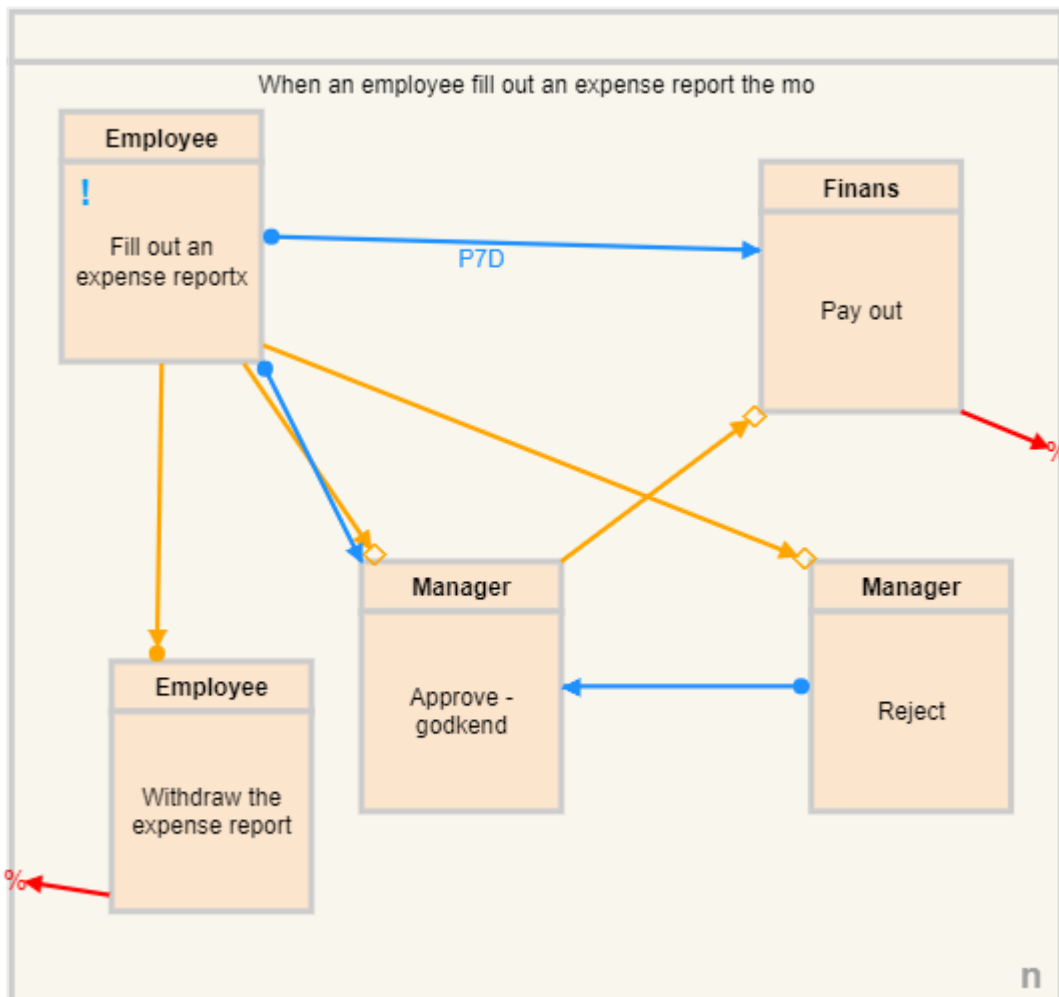 When an employee fill out an expense report the mo
Employee
!
Fill out an
expense reportx
P7D
Finans
Pay out
%
Manager
Approve -
godkend
Manager
Reject
Employee
Withdraw the
expense report
%
n